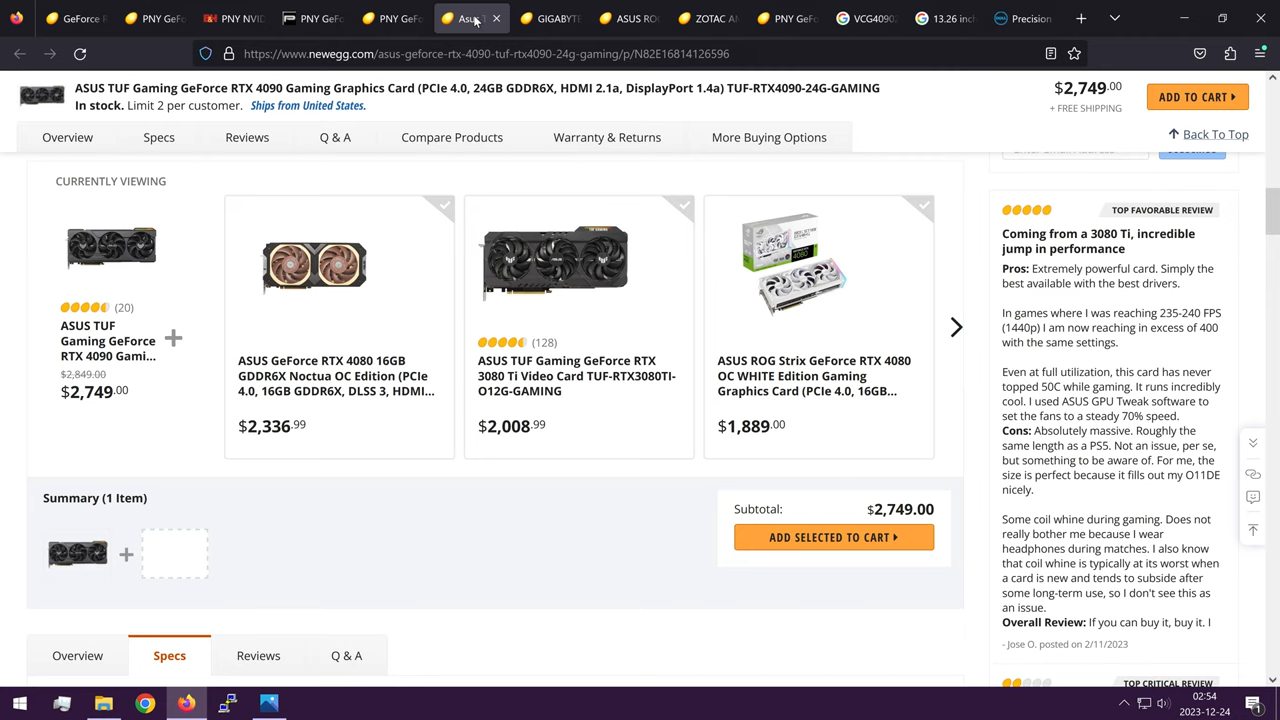 GeForce R
PNY GeFo
PNY NVID
PNY GeFo
PNY GeFo
Asus T
GIGABYTE
ASUS ROG
ZOTAC AM
PNY GeFo
VCG4090
13.26 inch
Precision
https://www.newegg.com/asus-geforce-rtx-4090-tuf-rtx4090-24g-gaming/p/N82E16814126596
ASUS TUF Gaming GeForce RTX 4090 Gaming Graphics Card (PCIe 4.0, 24GB GDDR6X, HDMI 2.1a, DisplayPort 1.4a) TUF-RTX4090-24G-GAMING
In stock. Limit 2 per customer. Ships from United States.
$2,749.00
+ FREE SHIPPING
ADD TO CART
Overview
Specs
Reviews
Q & A
Compare Products
Warranty & Returns
More Buying Options
Back To Top
CURRENTLY VIEWING
(20)
ASUS TUF
Gaming GeForce
RTX 4090 Gami...
$2,849.00
$2,749.00
ASUS GeForce RTX 4080 16GB
GDDR6X Noctua OC Edition (PCIe
4.0, 16GB GDDR6X, DLSS 3, HDMI...
$2,336.99
(128)
ASUS TUF Gaming GeForce RTX
3080 Ti Video Card TUF-RTX3080TI-
O12G-GAMING
$2,008.99
ASUS ROG Strix GeForce RTX 4080
OC WHITE Edition Gaming
Graphics Card (PCIe 4.0, 16GB...
$1,889.00
Summary (1 Item)
Subtotal: $2,749.00
ADD SELECTED TO CART
Overview
Specs
Reviews
Q & A
TOP FAVORABLE REVIEW
Coming from a 3080 Ti, incredible
jump in performance
Pros: Extremely powerful card. Simply the
best available with the best drivers.
In games where I was reaching 235-240 FPS
(1440p) I am now reaching in excess of 400
with the same settings.
Even at full utilization, this card has never
topped 50C while gaming. It runs incredibly
cool. I used ASUS GPU Tweak software to
set the fans to a steady 70% speed.
Cons: Absolutely massive. Roughly the
same length as a PS5. Not an issue, per se,
but something to be aware of. For me, the
size is perfect because it fills out my O11DE
nicely.
Some coil whine during gaming. Does not
really bother me because I wear
headphones during matches. I also know
that coil whine is typically at its worst when
a card is new and tends to subside after
some long-term use, so I don't see this as
an issue.
Overall Review: If you can buy it, buy it. I
- Jose O. posted on 2/11/2023
TOP CRITICAL REVIEW
02:54
2023-12-24